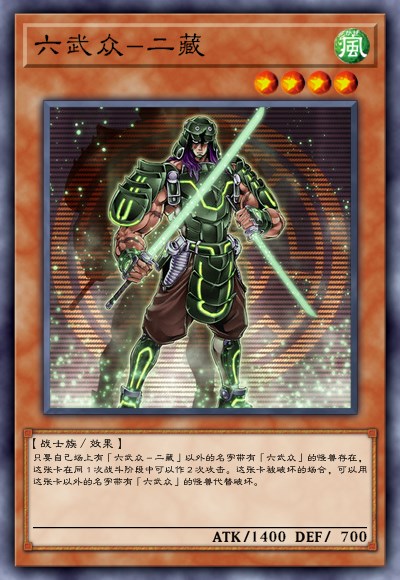 六武众－二藏
風
【战士族／效果】
只要自己场上有「六武众－二藏」以外的名字带有「六武众」的怪兽存在，
这张卡在同1次战斗阶段中可以作2次攻击。这张卡被破坏的场合，可以用
这张卡以外的名字带有「六武众」的怪兽代替破坏。
ATK/1400 DEF/ 700